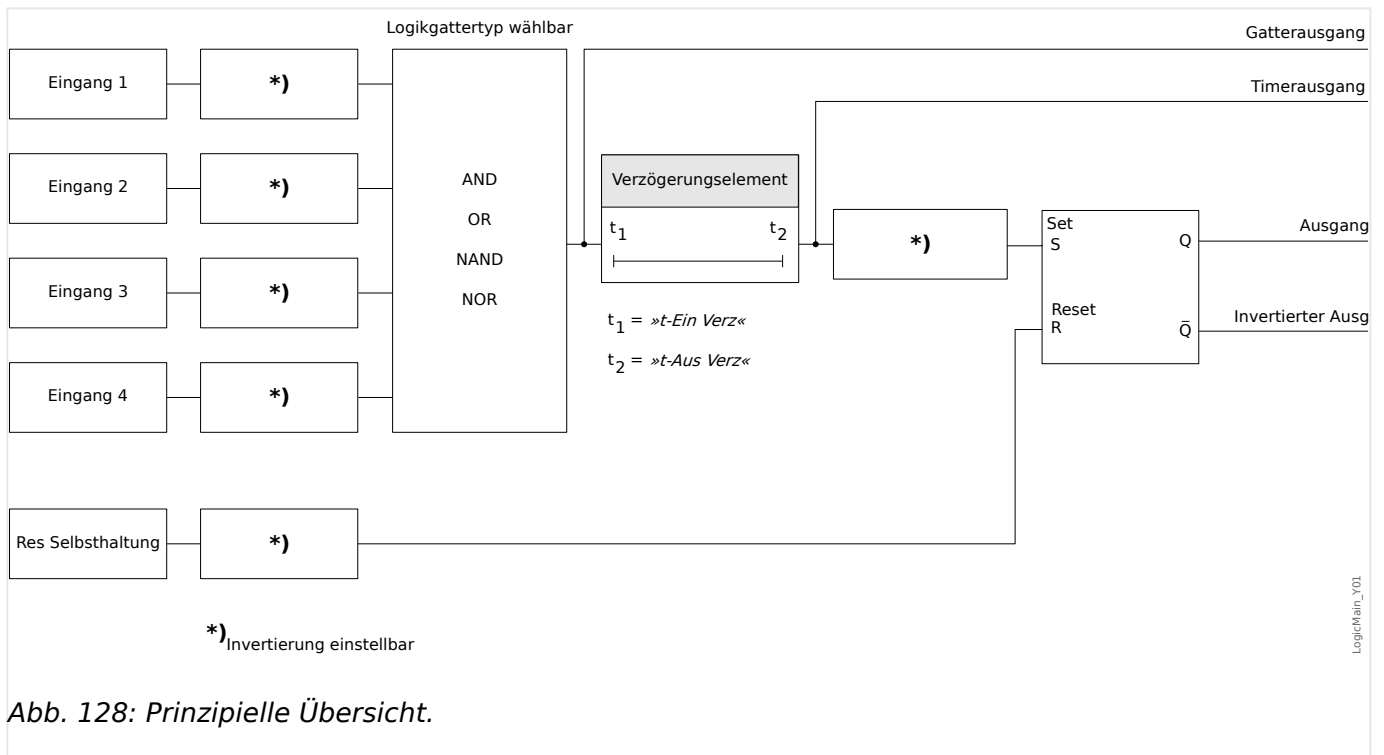 Logikgattertyp wählbar
Gatterausgang
Eingang 1
*)
Timerausgang
Eingang 2
*)
AND
OR
NAND
NOR
Verzögerungselement
t1
t2
*)
Set
S
Q
Ausgang
Eingang 3
*)
t1 = »t-Ein Verz«
t2 = »t-Aus Verz«
Reset
R
Q̅
Invertierter Ausg
Eingang 4
*)
Res Selbsthaltung
*)
*) Invertierung einstellbar
LogicMain_Y01
Abb. 128: Prinzipielle Übersicht.